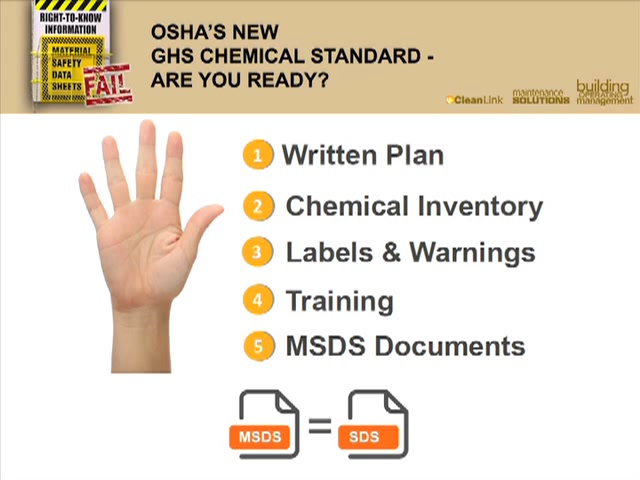 RIGHT-TO-KNOW
INFORMATION
MATERIAL
SAFETY
DATA
SHEETS
FAIL
OSHA'S NEW
GHS CHEMICAL STANDARD -
ARE YOU READY?
CleanLink
maintenance
SOLUTIONS
building
OPERATING
management
1 Written Plan
2 Chemical Inventory
3 Labels & Warnings
4 Training
5 MSDS Documents
MSDS = SDS